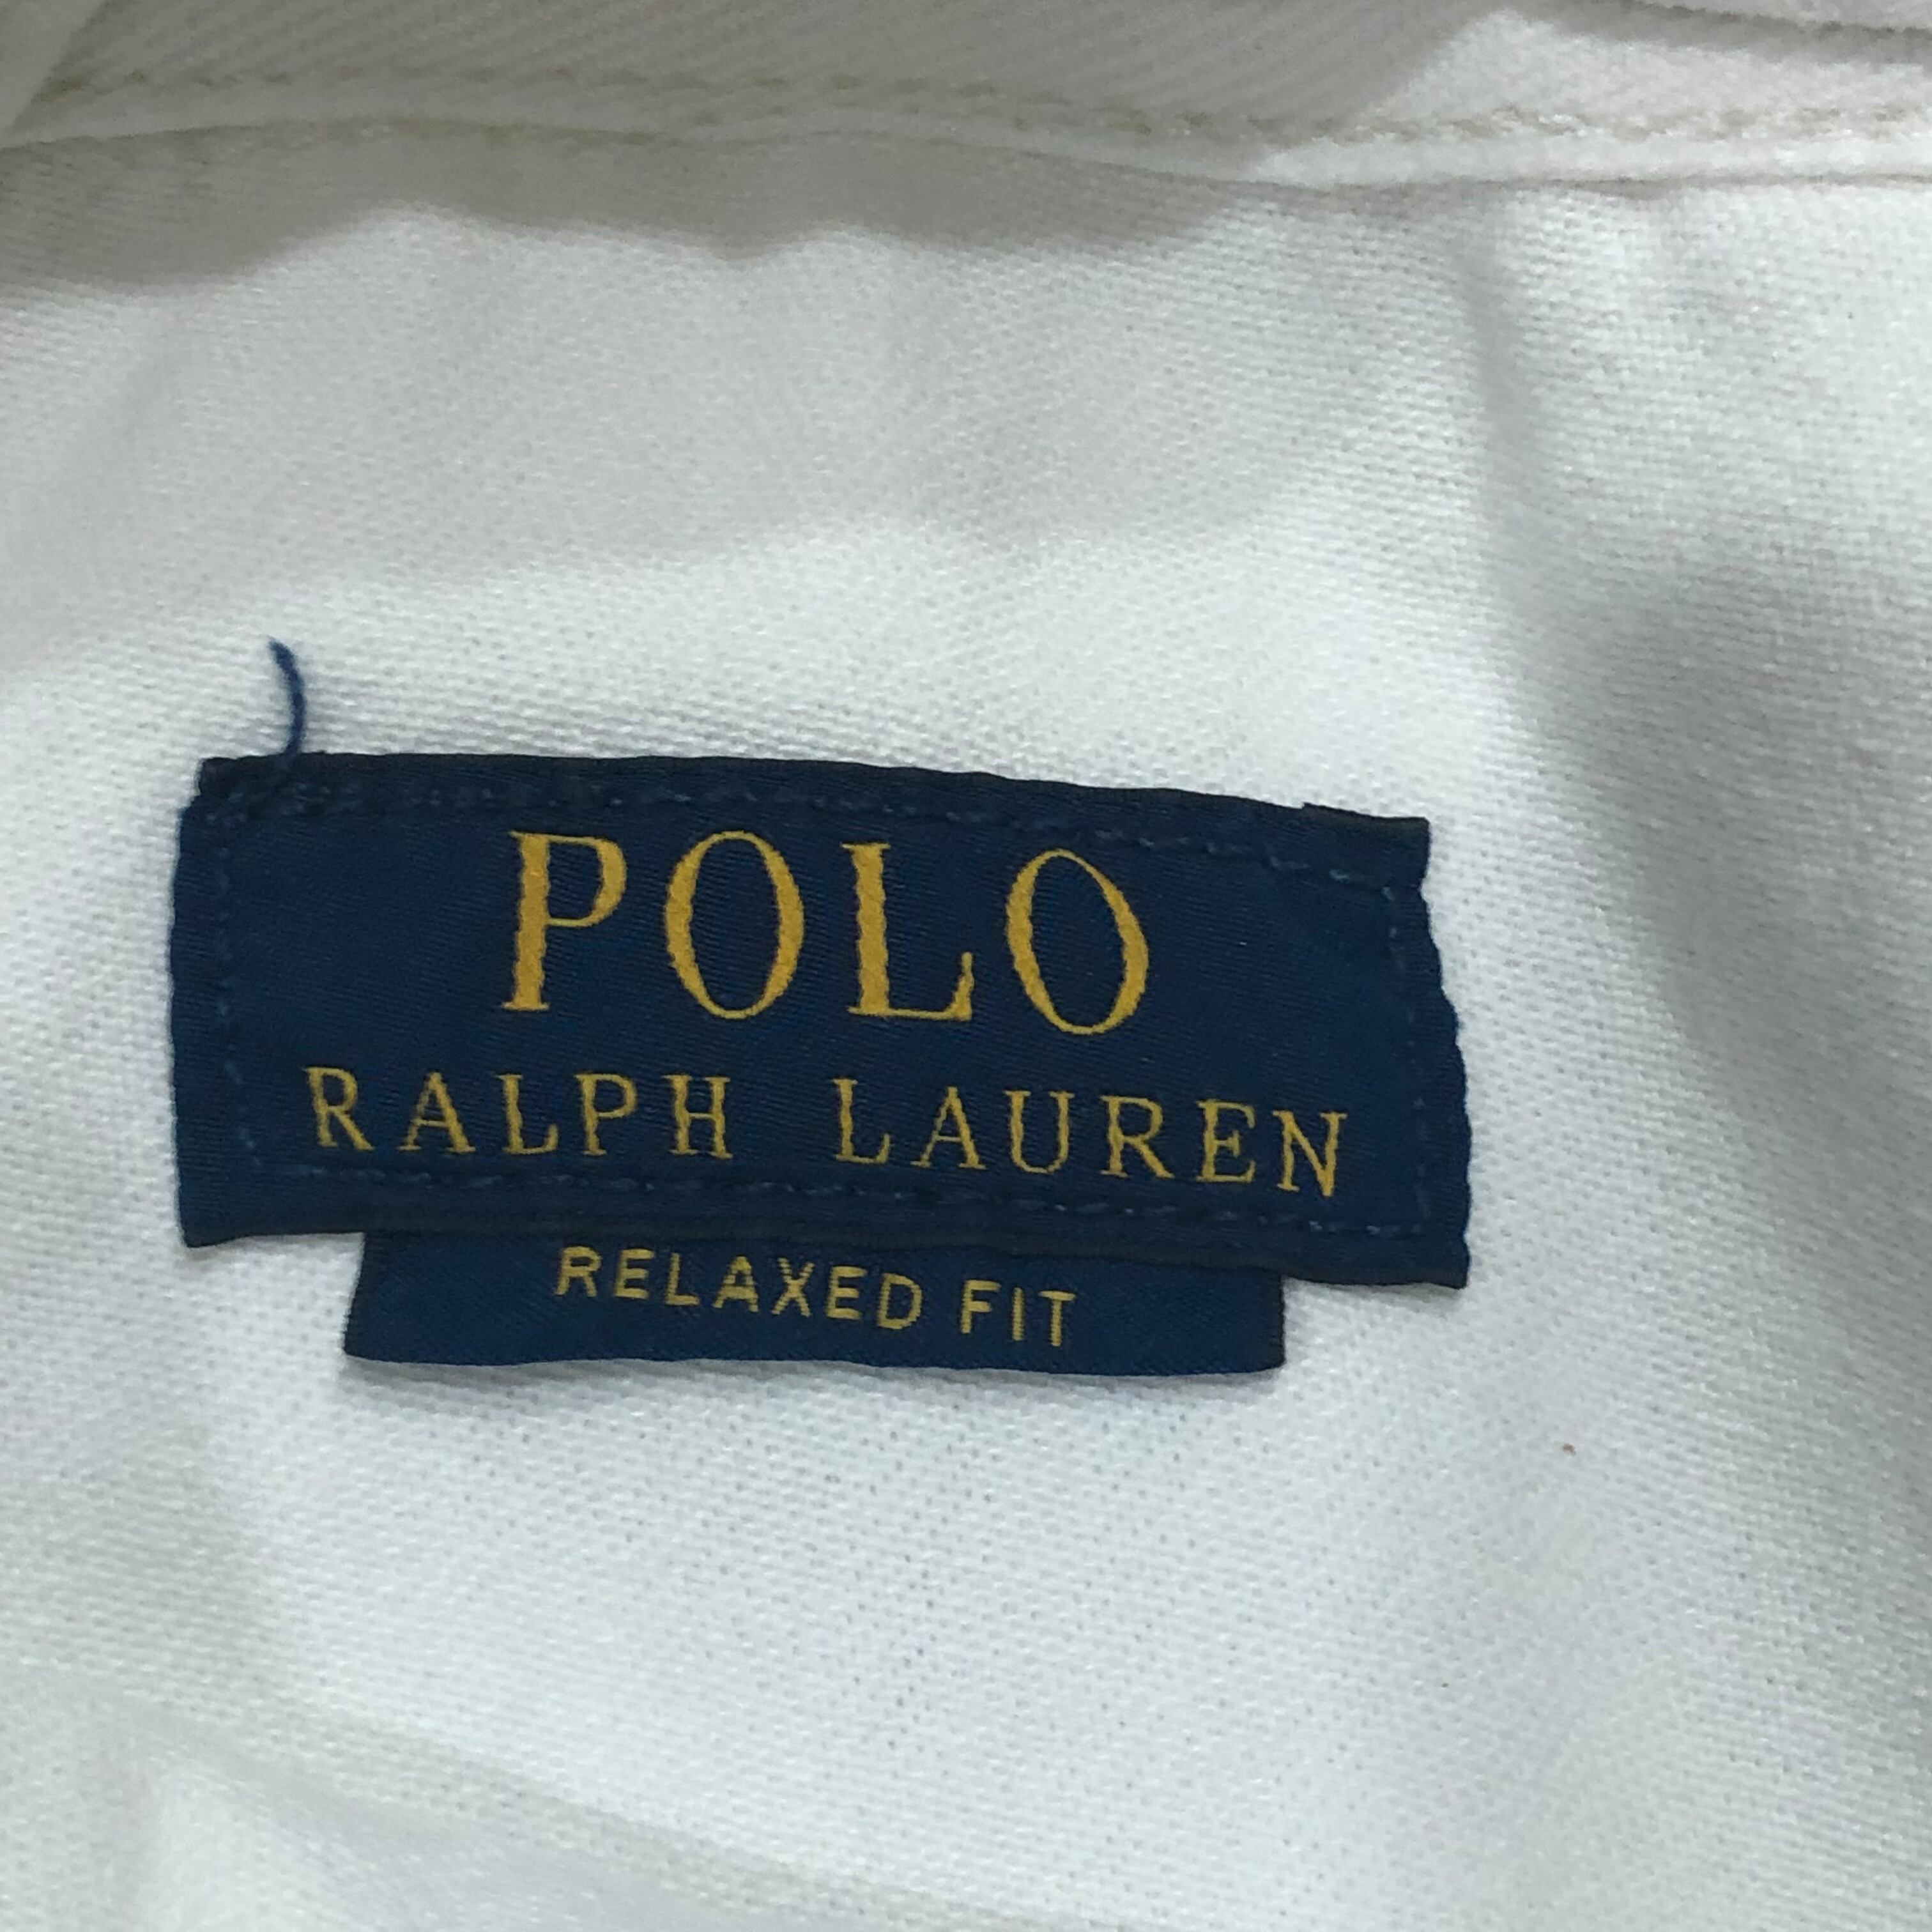 POLO
RALPH LAUREN
RELAXED FIT